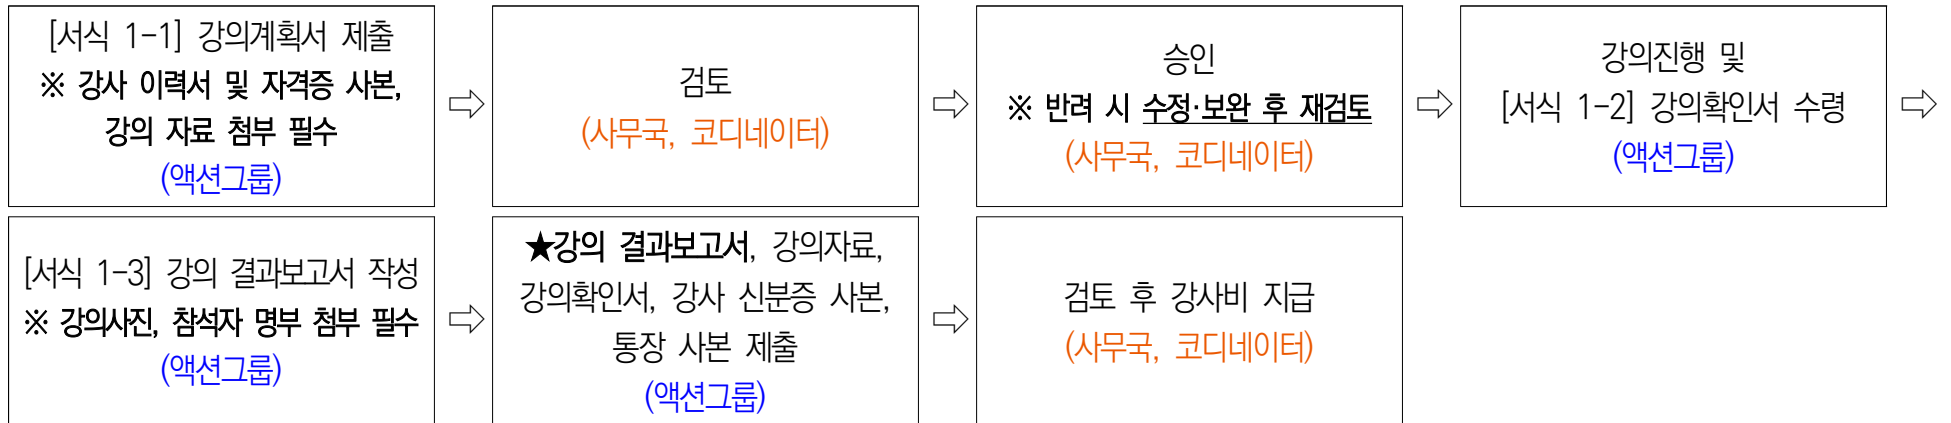 [서식 1-1] 강의계획서 제출
※ 강사 이력서 및 자격증 사본,
강의 자료 첨부 필수
(액션그룹)
⇨
검토
(사무국, 코디네이터)
⇨
승인
※ 반려 시 수정·보완 후 재검토
(사무국, 코디네이터)
⇨
강의진행 및
[서식 1-2] 강의확인서 수령
(액션그룹)
⇨
[서식 1-3] 강의 결과보고서 작성
※ 강의사진, 참석자 명부 첨부 필수
(액션그룹)
⇨
★강의 결과보고서, 강의자료,
강의확인서, 강사 신분증 사본,
통장 사본 제출
(액션그룹)
⇨
검토 후 강사비 지급
(사무국, 코디네이터)